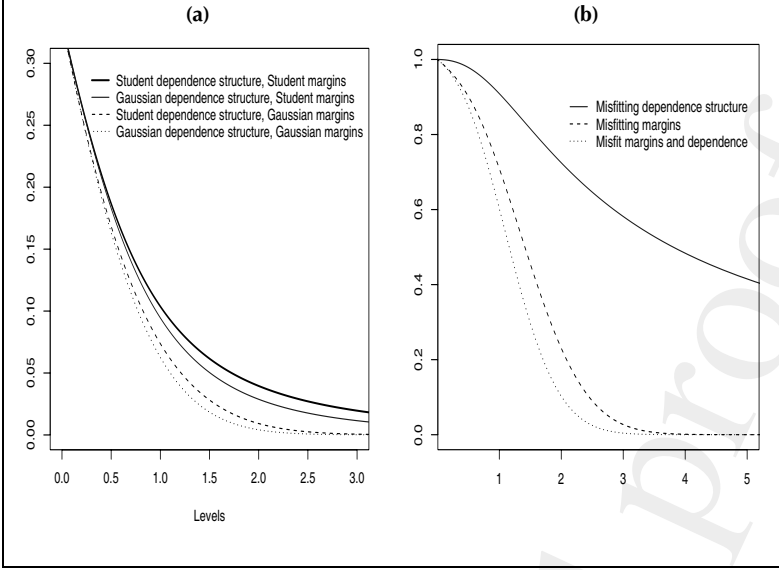 (a)
(b)
0.30
0.25
0.20
0.15
0.10
0.05
0.00
Student dependence structure, Student margins
Gaussian dependence structure, Student margins
Student dependence structure, Gaussian margins
Gaussian dependence structure, Gaussian margins
0.0 0.5 1.0 1.5 2.0 2.5 3.0
Levels
1.0
0.8
0.6
0.4
0.2
0.0
Misfitting dependence structure
Misfitting margins
Misfit margins and dependence
1 2 3 4 5
proof